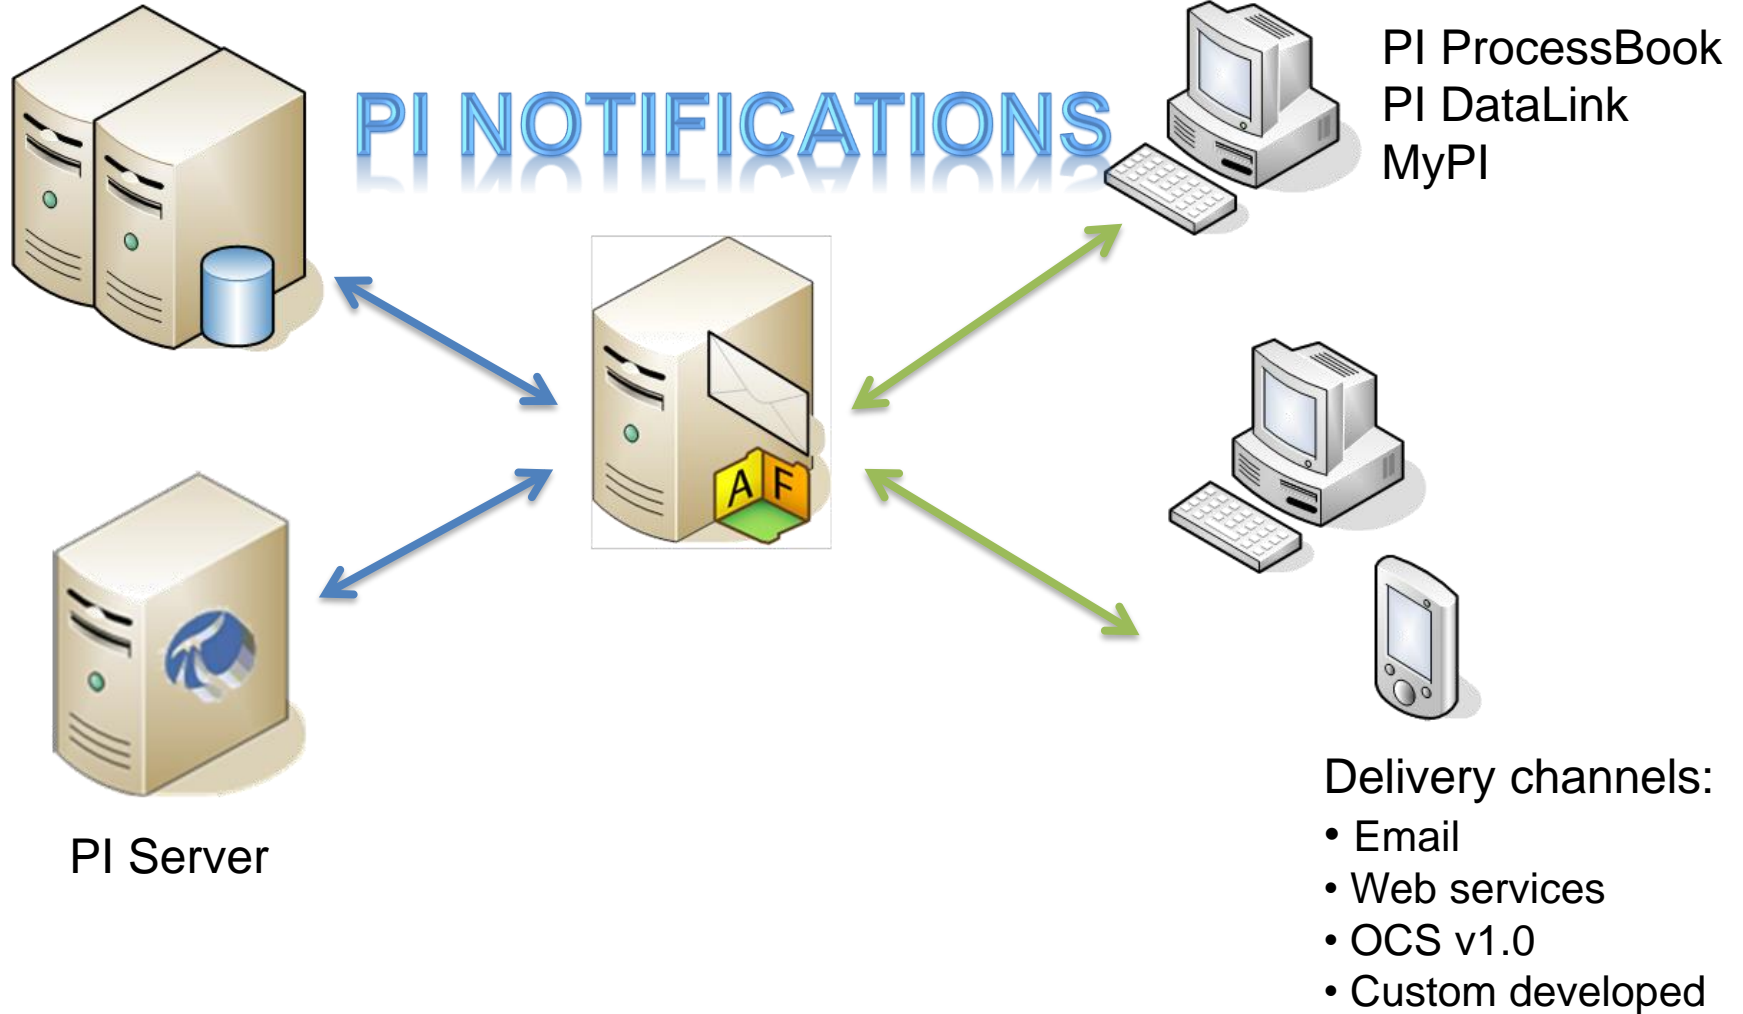 PI NOTIFICATIONS
PI ProcessBook
PI DataLink
MyPI
A F
PI Server
Delivery channels:
• Email
• Web services
• OCS v1.0
• Custom developed